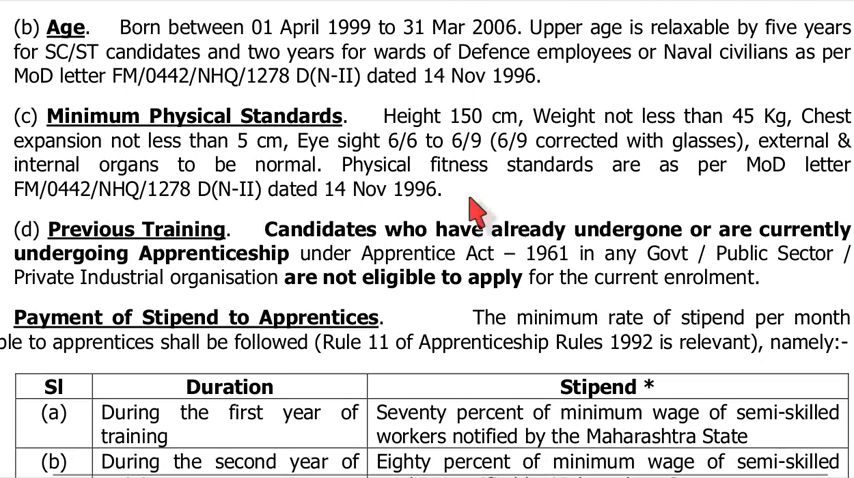 (b) Age. Born between 01 April 1999 to 31 Mar 2006. Upper age is relaxable by five years
for SC/ST candidates and two years for wards of Defence employees or Naval civilians as per
MoD letter FM/0442/NHQ/1278 D(N-II) dated 14 Nov 1996.
(c) Minimum Physical Standards. Height 150 cm, Weight not less than 45 Kg, Chest
expansion not less than 5 cm, Eye sight 6/6 to 6/9 (6/9 corrected with glasses), external &
internal organs to be normal. Physical fitness standards are as per MoD letter
FM/0442/NHQ/1278 D(N-II) dated 14 Nov 1996.
(d) Previous Training. Candidates who have already undergone or are currently
undergoing Apprenticeship under Apprentice Act – 1961 in any Govt / Public Sector /
Private Industrial organisation are not eligible to apply for the current enrolment.
Payment of Stipend to Apprentices. The minimum rate of stipend per month
ble to apprentices shall be followed (Rule 11 of Apprenticeship Rules 1992 is relevant), namely:-
Sl Duration Stipend *
(a) During the first year of Seventy percent of minimum wage of semi-skilled
training workers notified by the Maharashtra State
(b) During the second year of Eighty percent of minimum wage of semi-skilled